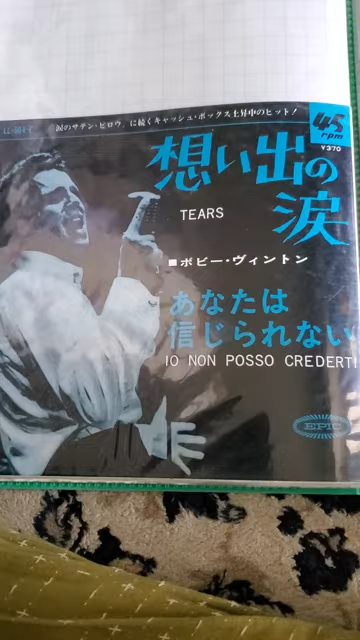 「涙のサテン・ピロウ」に続くキャッシュ・ボックス上昇中のヒット!
45
rpm
¥370
想い出の
涙
TEARS
■ボビー・ヴィントン
あなたは
信じられない
IO NON POSSO CREDERTI
EPIC